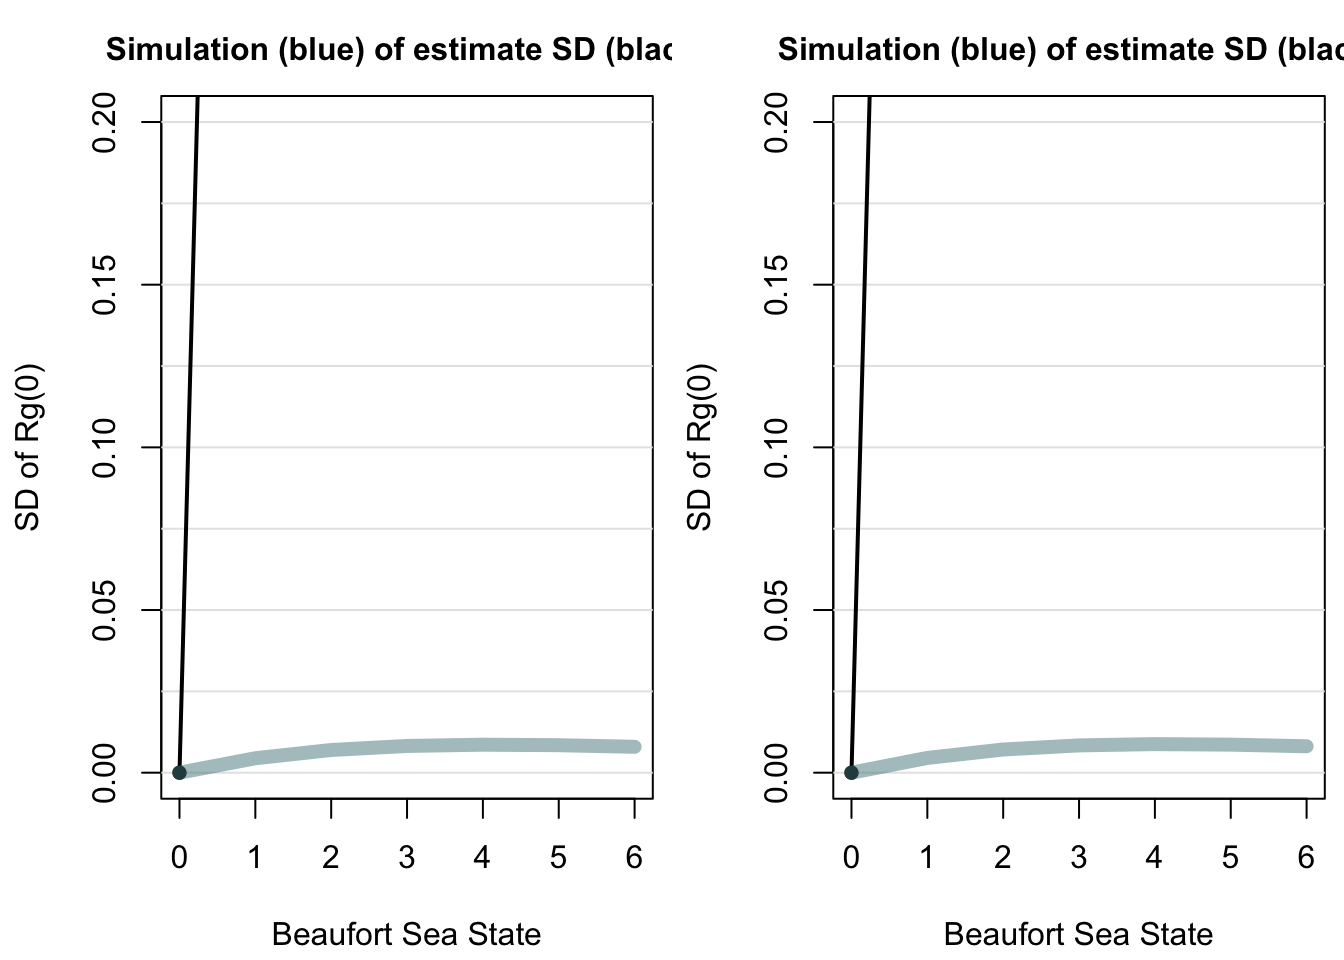 Simulation (blue) of estimate SD (blac
SD of Rg(0)
0.20
0.15
0.10
0.05
0.00
0 1 2 3 4 5 6
Beaufort Sea State
Simulation (blue) of estimate SD (blac
SD of Rg(0)
0.20
0.15
0.10
0.05
0.00
0 1 2 3 4 5 6
Beaufort Sea State